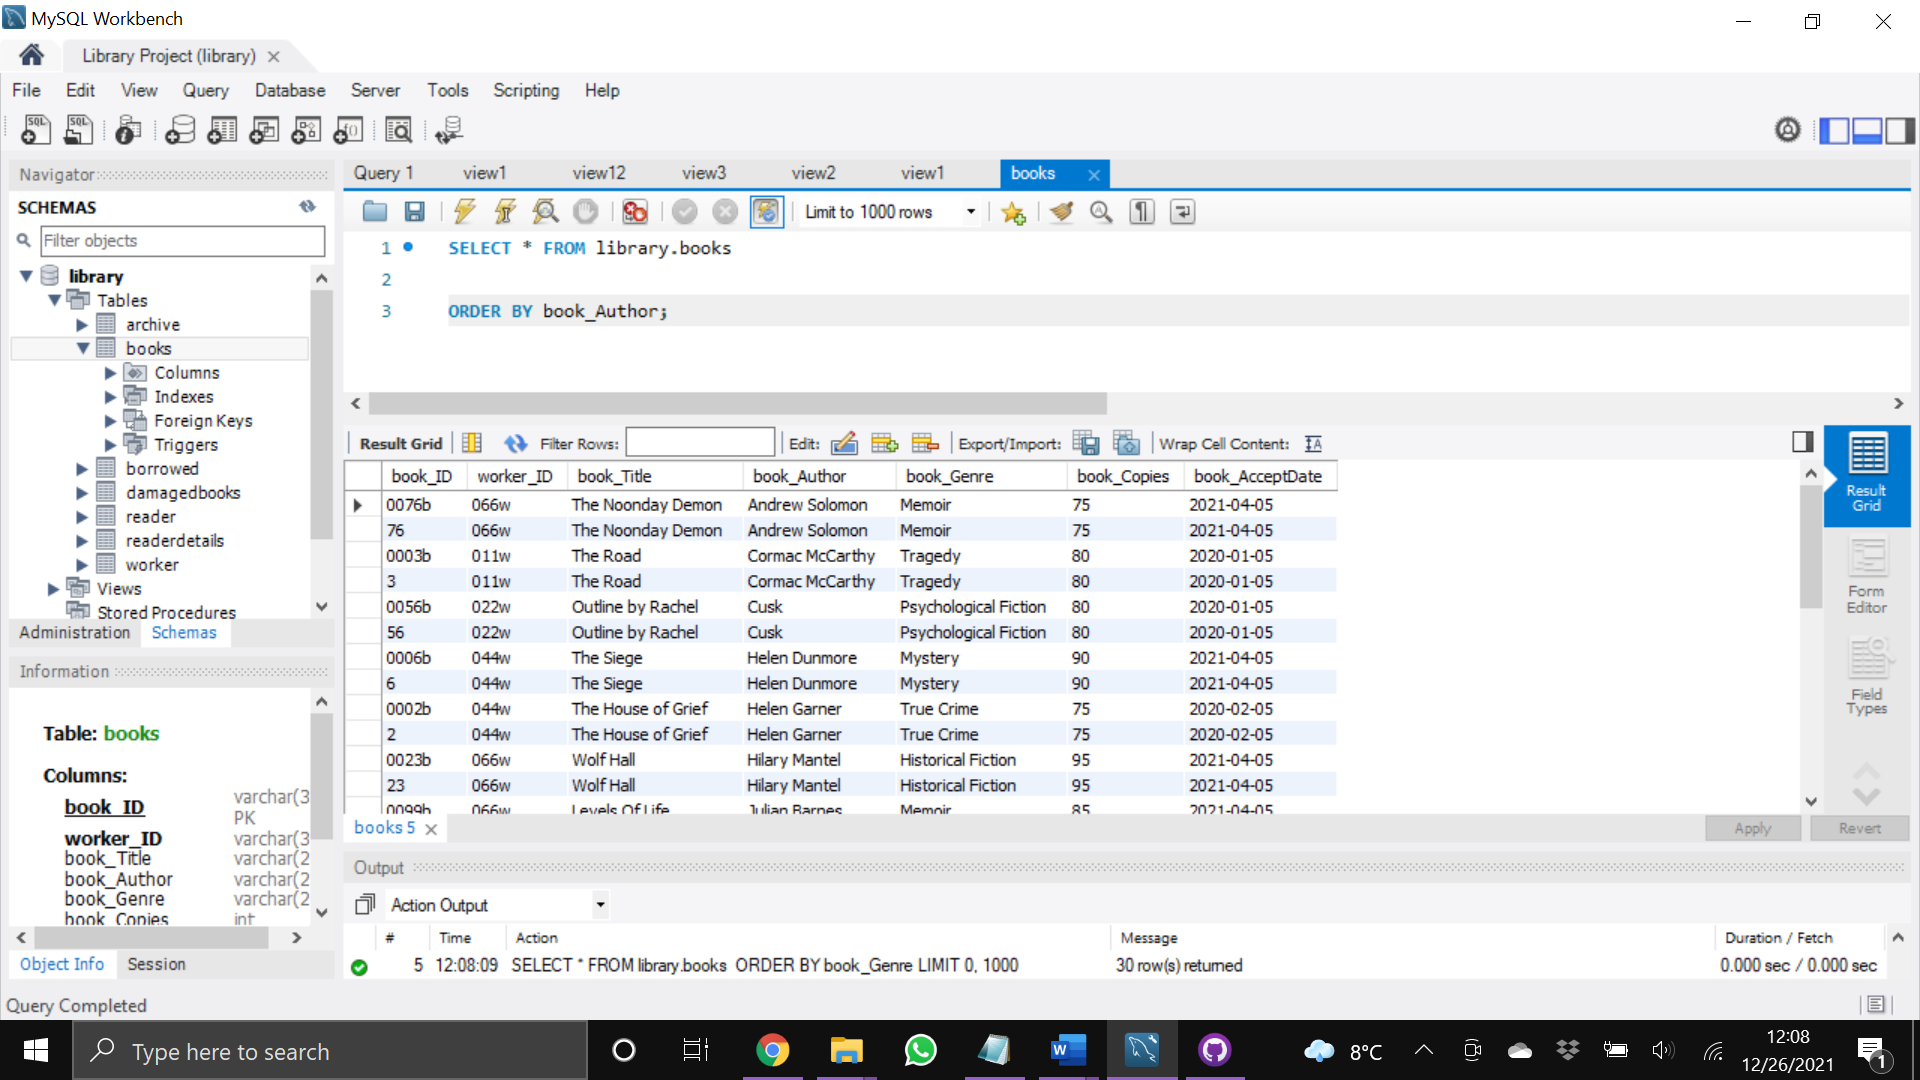 MySQL Workbench
Library Project (library)
File Edit View Query Database Server Tools Scripting Help
SQL SQL
Navigator
SCHEMAS
Filter objects
library
Tables
archive
books
Columns
Indexes
Foreign Keys
Triggers
borrowed
damagedbooks
reader
readerdetails
worker
Views
Stored Procedures
Administration Schemas
Information
Table: books
Columns:
book_ID varchar(3
PK
worker_ID varchar(3
book_Title varchar(2
book_Author varchar(2
book_Genre varchar(2
book_Copies int
Object Info Session
Query 1 view1 view12 view3 view2 view1 books
Limit to 1000 rows
1 SELECT * FROM library.books
2
3 ORDER BY book_Author;
Result Grid Filter Rows: Edit: Export/Import: Wrap Cell Content:
book_ID worker_ID book_Title book_Author book_Genre book_Copies book_AcceptDate
0076b 066w The Noonday Demon Andrew Solomon Memoir 75 2021-04-05
76 066w The Noonday Demon Andrew Solomon Memoir 75 2021-04-05
0003b 011w The Road Cormac McCarthy Tragedy 80 2020-01-05
3 011w The Road Cormac McCarthy Tragedy 80 2020-01-05
0056b 022w Outline by Rachel Cusk Psychological Fiction 80 2020-01-05
56 022w Outline by Rachel Cusk Psychological Fiction 80 2020-01-05
0006b 044w The Siege Helen Dunmore Mystery 90 2021-04-05
6 044w The Siege Helen Dunmore Mystery 90 2021-04-05
0002b 044w The House of Grief Helen Garner True Crime 75 2020-02-05
2 044w The House of Grief Helen Garner True Crime 75 2020-02-05
0023b 066w Wolf Hall Hilary Mantel Historical Fiction 95 2021-04-05
23 066w Wolf Hall Hilary Mantel Historical Fiction 95 2021-04-05
0099b 066w Levels Of Life Julian Barnes Memoir 85 2021-04-05
Result
Grid
Form
Editor
Field
Types
books 5
Apply Revert
Output
Action Output
# Time Action Message Duration / Fetch
5 12:08:09 SELECT * FROM library.books ORDER BY book_Genre LIMIT 0, 1000 30 row(s) returned 0.000 sec / 0.000 sec
Query Completed
Type here to search
8°C
12:08
12/26/2021
1